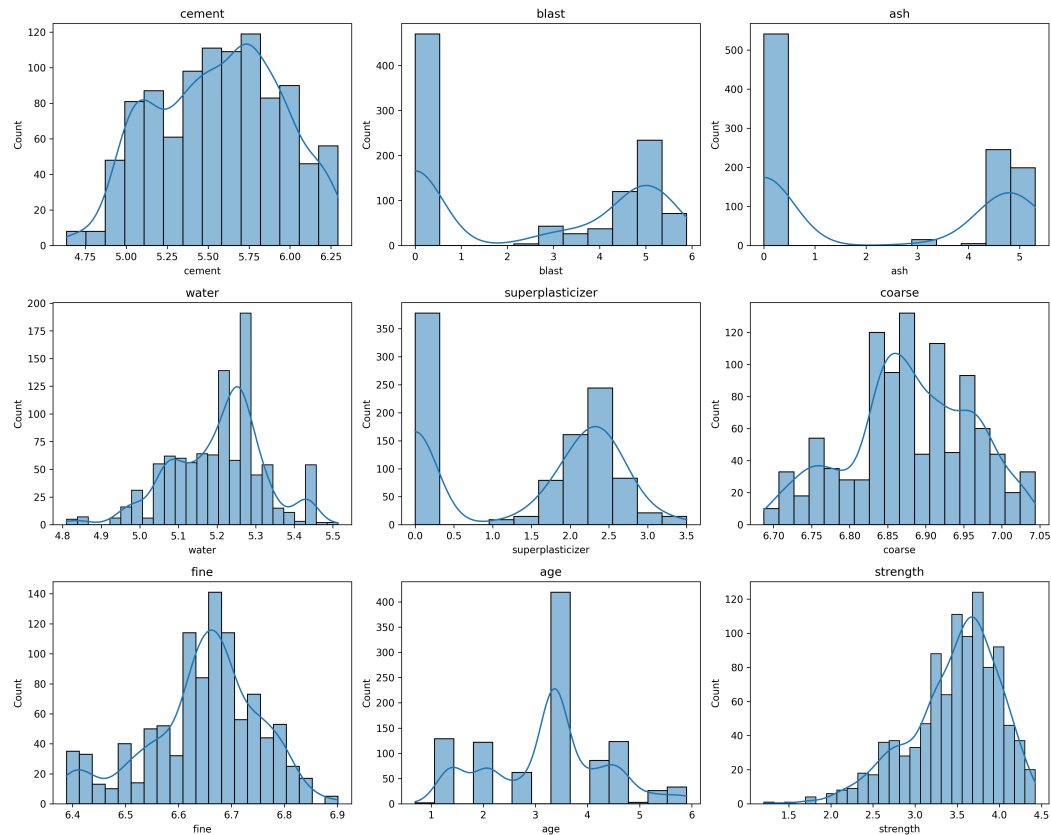 cement
120
100
80
60
40
20
0
Count
4.75 5.00 5.25 5.50 5.75 6.00 6.25
cement
blast
400
300
200
100
0
Count
0 1 2 3 4 5 6
blast
ash
500
400
300
200
100
0
Count
0 1 2 3 4 5
ash
water
200
175
150
125
100
75
50
25
0
Count
4.8 4.9 5.0 5.1 5.2 5.3 5.4 5.5
water
superplasticizer
350
300
250
200
150
100
50
0
Count
0.0 0.5 1.0 1.5 2.0 2.5 3.0 3.5
superplasticizer
coarse
120
100
80
60
40
20
0
Count
6.70 6.75 6.80 6.85 6.90 6.95 7.00 7.05
coarse
fine
140
120
100
80
60
40
20
0
Count
6.4 6.5 6.6 6.7 6.8 6.9
fine
age
400
350
300
250
200
150
100
50
0
Count
1 2 3 4 5 6
age
strength
120
100
80
60
40
20
0
Count
1.5 2.0 2.5 3.0 3.5 4.0 4.5
strength